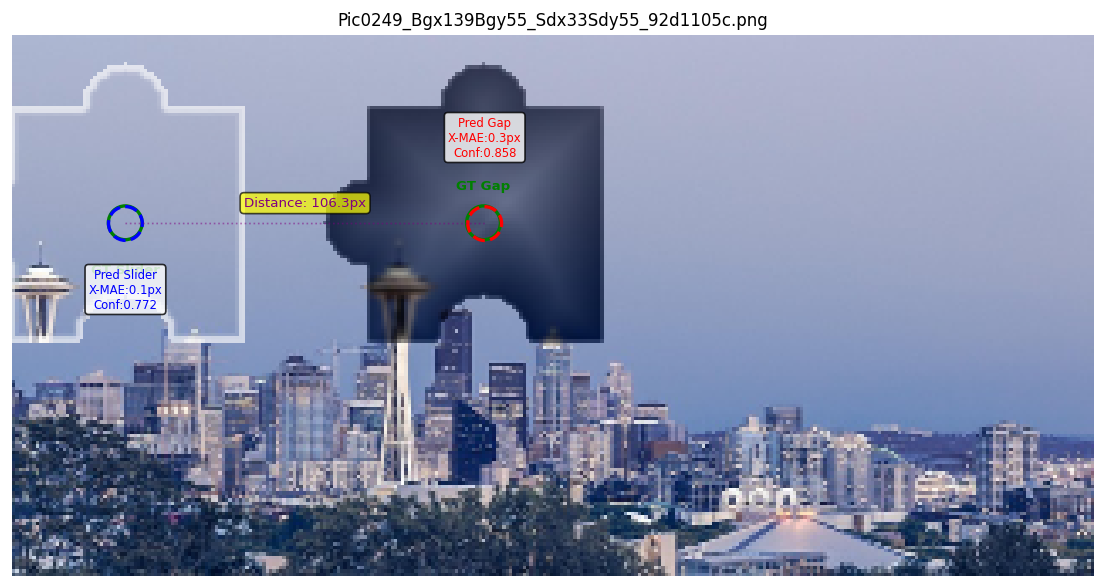 Pic0249_Bgx139Bgy55_Sdx33Sdy55_92d1105c.png
Pred Gap
X-MAE:0.3px
Conf:0.858
GT Gap
Distance: 106.3px
Pred Slider
X-MAE:0.1px
Conf:0.772